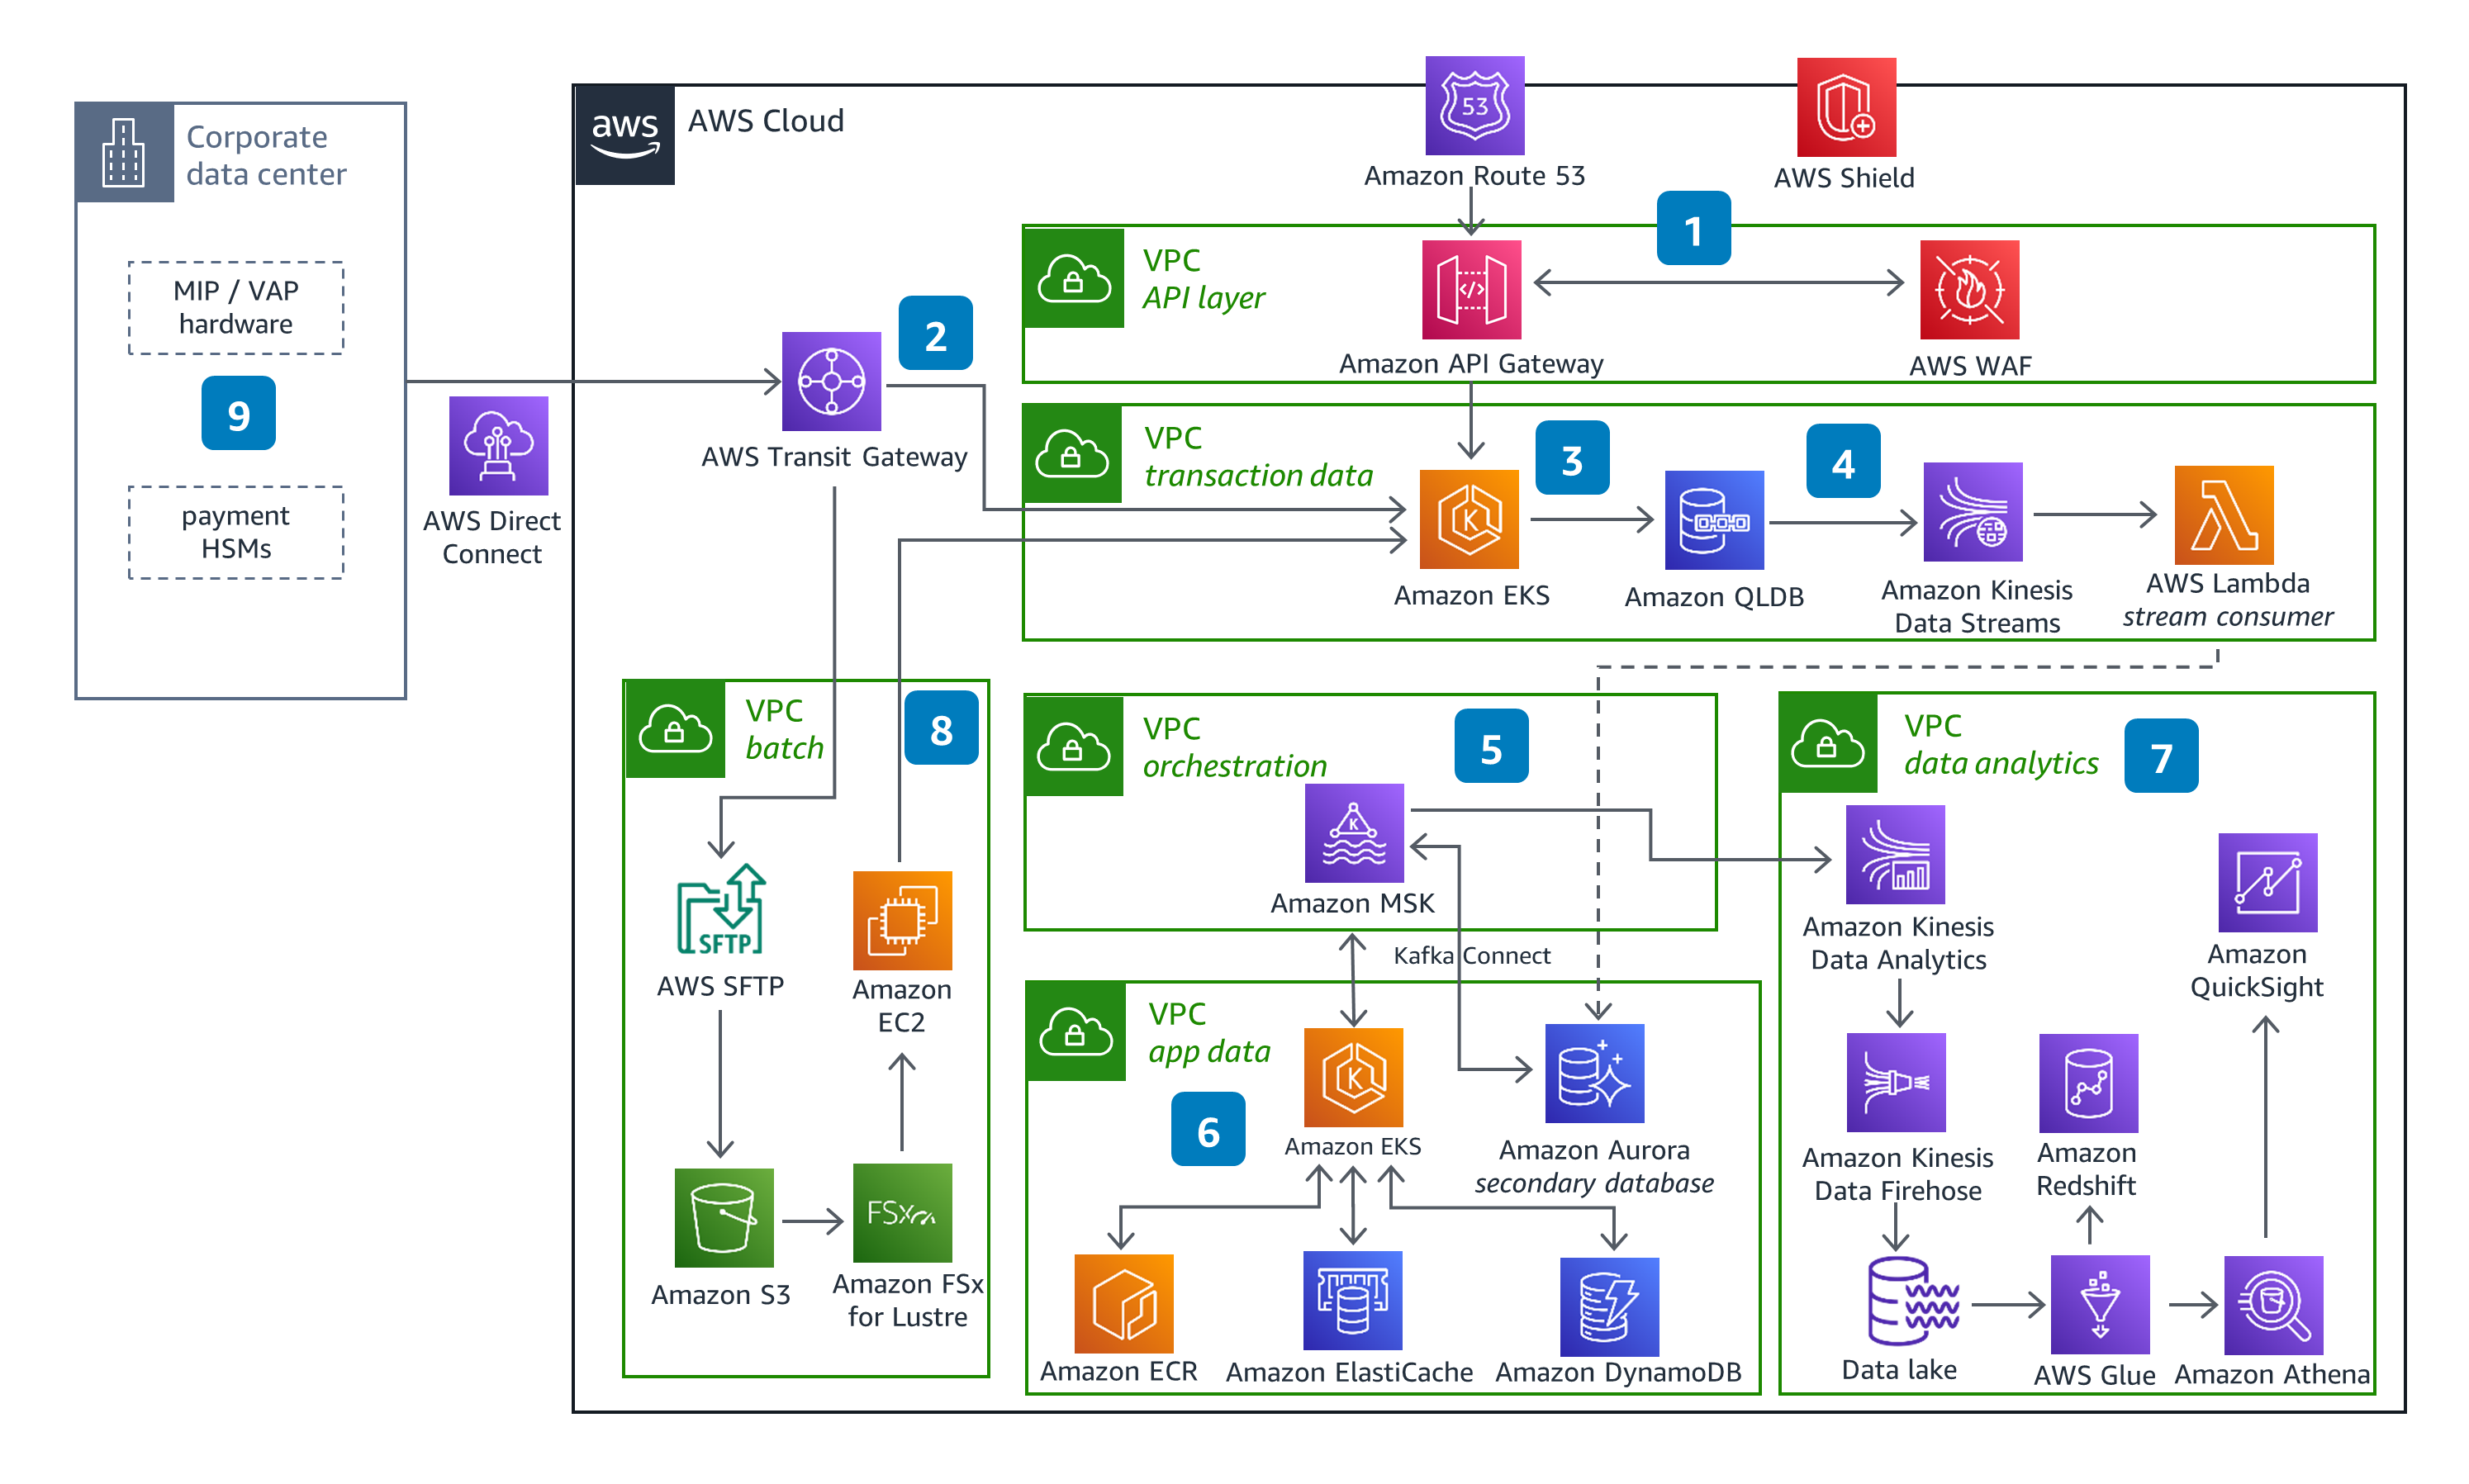 Corporate
data center
MIP / VAP
hardware
9
payment
HSMs
AWS Direct
Connect
aws
AWS Cloud
53
Amazon Route 53
AWS Shield
1
VPC
API layer
</>
Amazon API Gateway
AWS WAF
2
AWS Transit Gateway
VPC
transaction data
3
4
K
Amazon EKS
Amazon QLDB
Amazon Kinesis
Data Streams
AWS Lambda
stream consumer
VPC
batch
8
SFTP
AWS SFTP
Amazon
EC2
Amazon S3
FSx
Amazon FSx
for Lustre
VPC
orchestration
5
K
Amazon MSK
Kafka Connect
VPC
app data
6
K
Amazon EKS
Amazon Aurora
secondary database
Amazon ECR
Amazon ElastiCache
Amazon DynamoDB
VPC
data analytics
7
Amazon Kinesis
Data Analytics
Amazon
QuickSight
Amazon Kinesis
Data Firehose
Amazon
Redshift
Data lake
AWS Glue
Amazon Athena